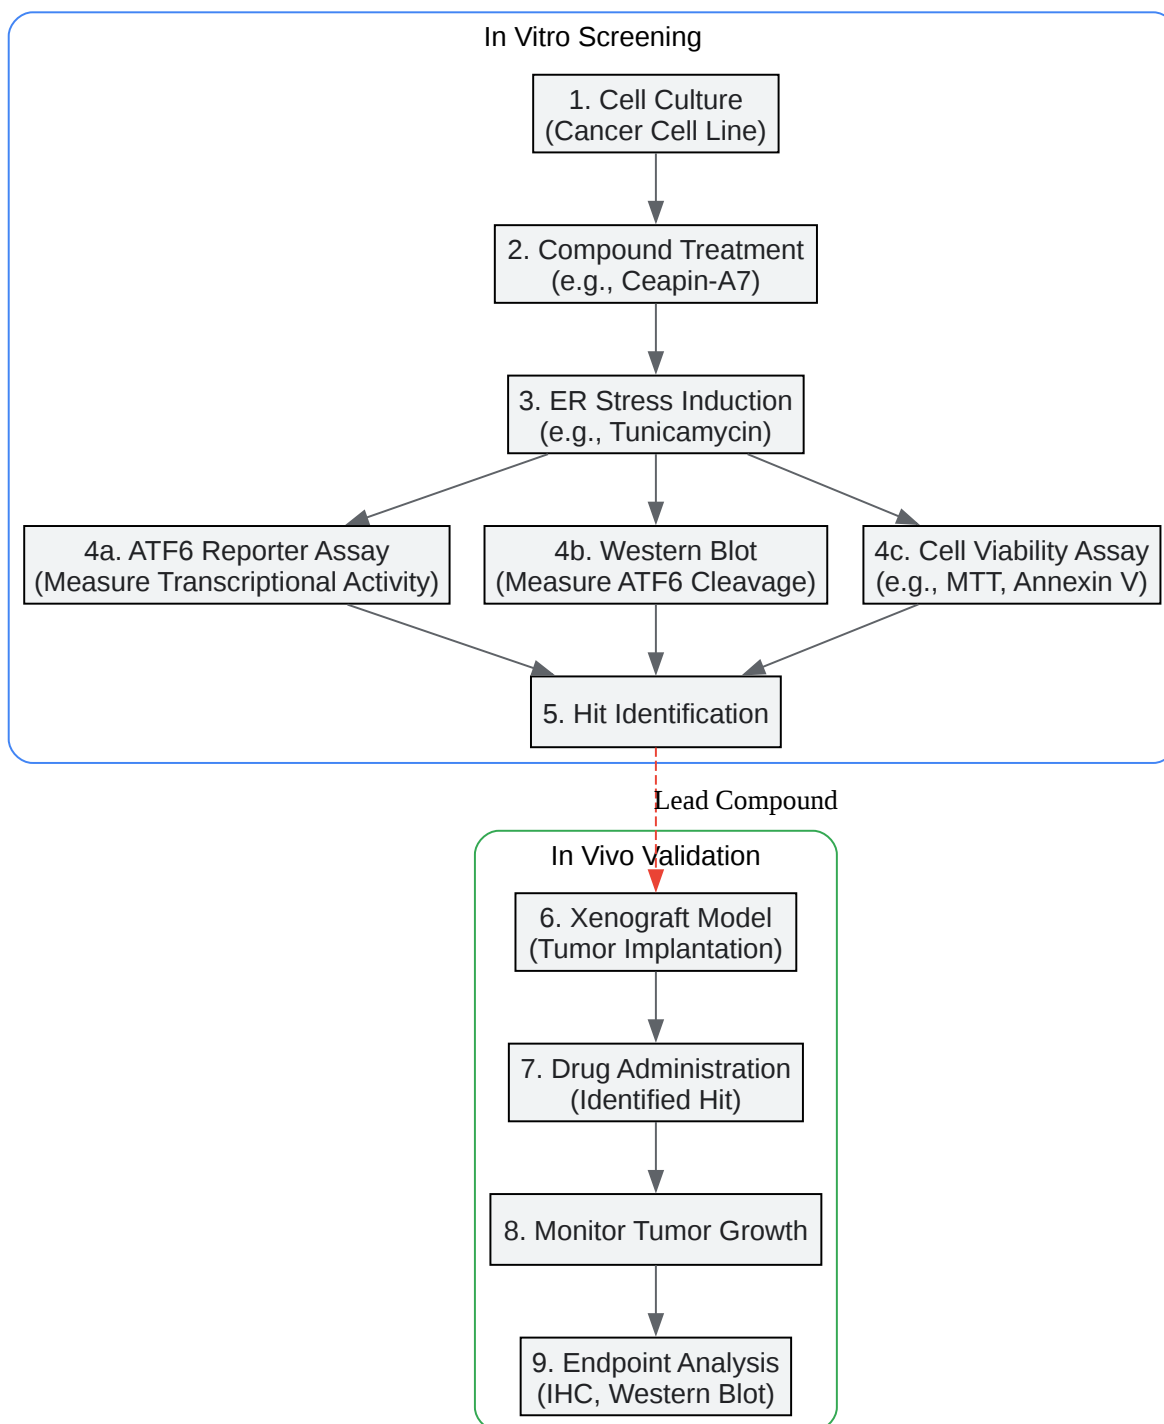 In Vitro Screening
1. Cell Culture
(Cancer Cell Line)
2. Compound Treatment
(e.g., Ceapin-A7)
3. ER Stress Induction
(e.g., Tunicamycin)
4a. ATF6 Reporter Assay
(Measure Transcriptional Activity)
4b. Western Blot
(Measure ATF6 Cleavage)
4c. Cell Viability Assay
(e.g., MTT, Annexin V)
5. Hit Identification
Lead Compound
In Vivo Validation
6. Xenograft Model
(Tumor Implantation)
7. Drug Administration
(Identified Hit)
8. Monitor Tumor Growth
9. Endpoint Analysis
(IHC, Western Blot)